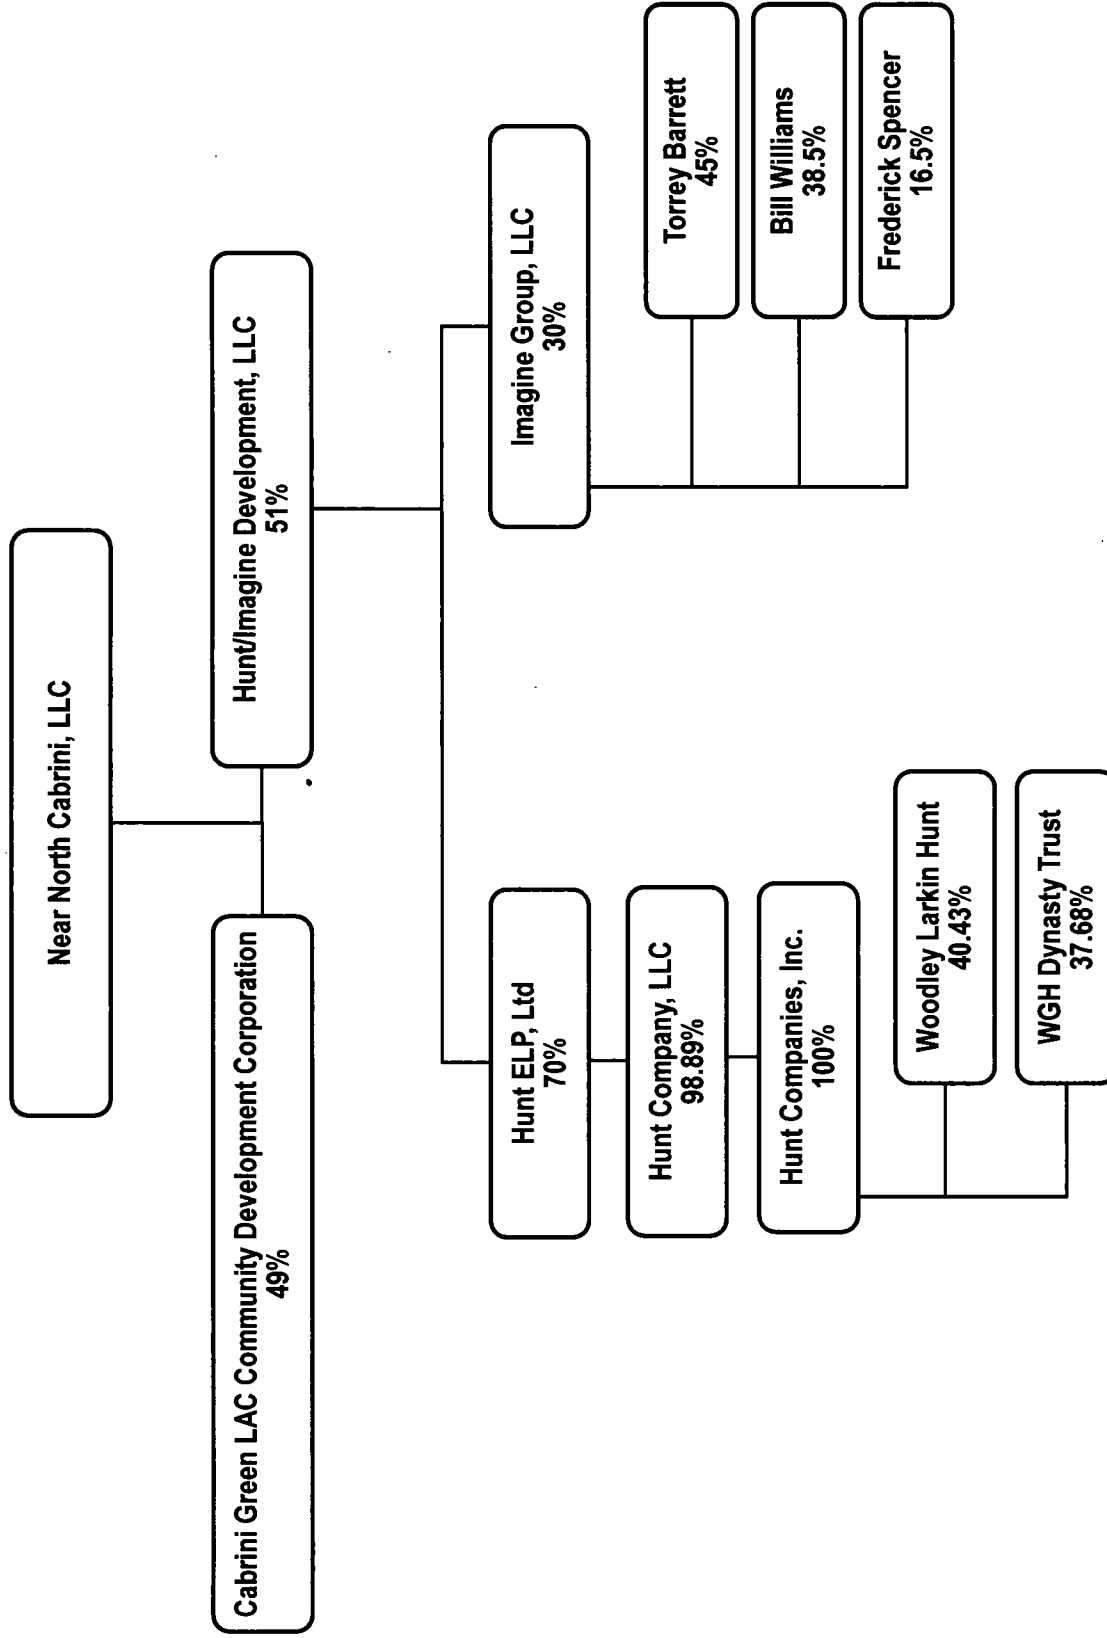 Near North Cabrini, LLC
Cabrini Green LAC Community Development Corporation
49%
Hunt/Imagine Development, LLC
51%
Hunt ELP, Ltd
70%
Hunt Company, LLC
98.89%
Hunt Companies, Inc.
100%
Woodley Larkin Hunt
40.43%
WGH Dynasty Trust
37.68%
Imagine Group, LLC
30%
Torrey Barrett
45%
Bill Williams
38.5%
Frederick Spencer
16.5%